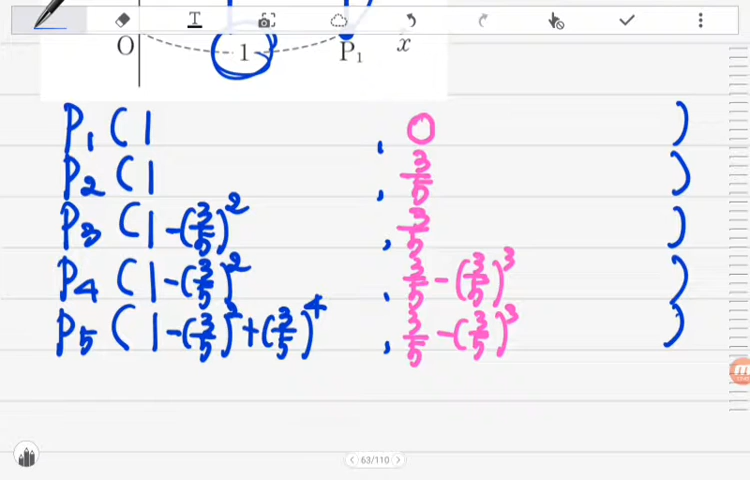 T
O 1 P₁ x
P₁ ( 1 , 0 )
P₂ ( 1 , 3/5 )
P₃ ( 1 - (3/5)² , 3/5 )
P₄ ( 1 - (3/5)² , 3/5 - (3/5)³ )
P₅ ( 1 - (3/5)² + (3/5)⁴ , 3/5 - (3/5)³ )
< 63/110 >